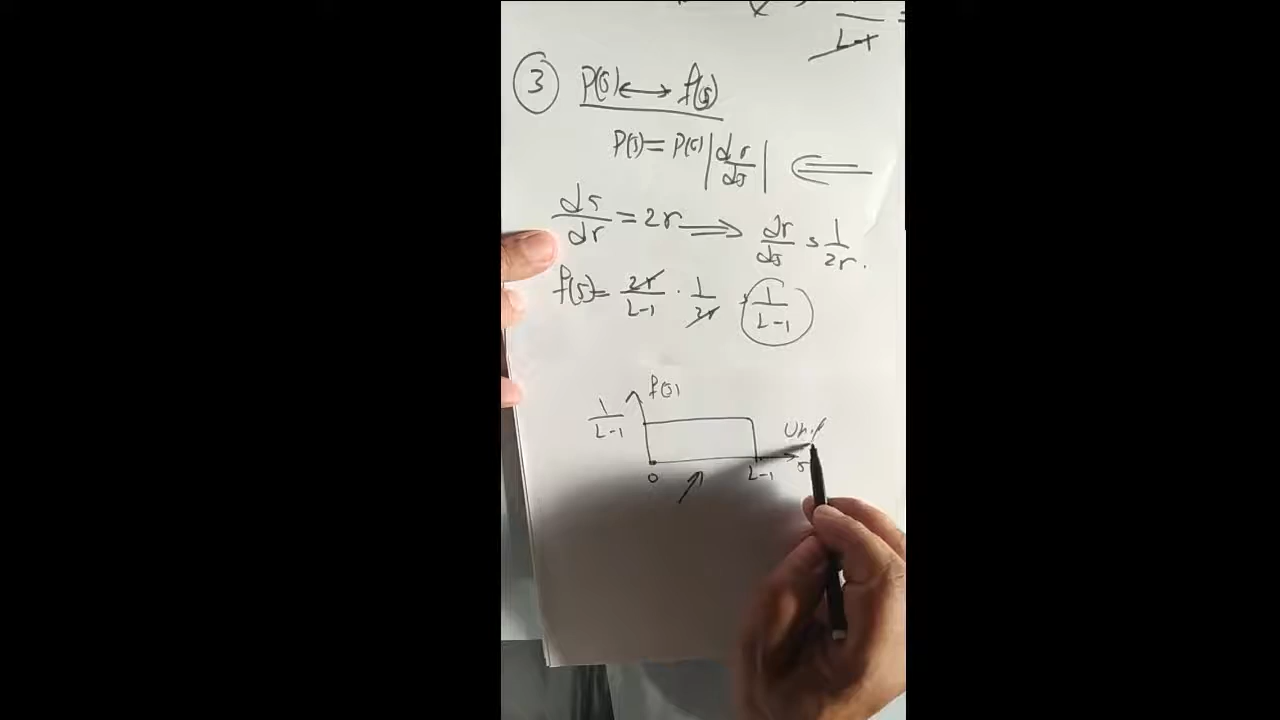 L-1
3 P(s) ↔ f(s)
P(s) = P(r) | dr/ds | ⇐
ds/dr = 2r ⇒ dr/ds = 1/2r.
f(s) = 2r/L-1 · 1/2r = 1/L-1
f(s)
1/L-1
Unif
0 L-1 s